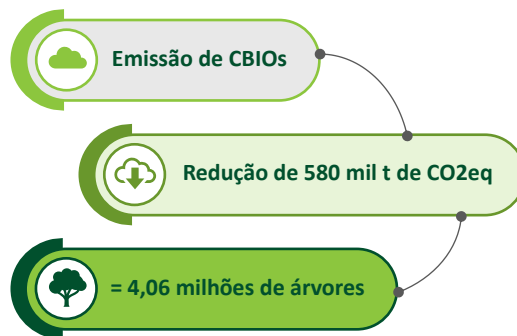 Emissão de CBIOs
Redução de 580 mil t de CO2eq
= 4,06 milhões de árvores